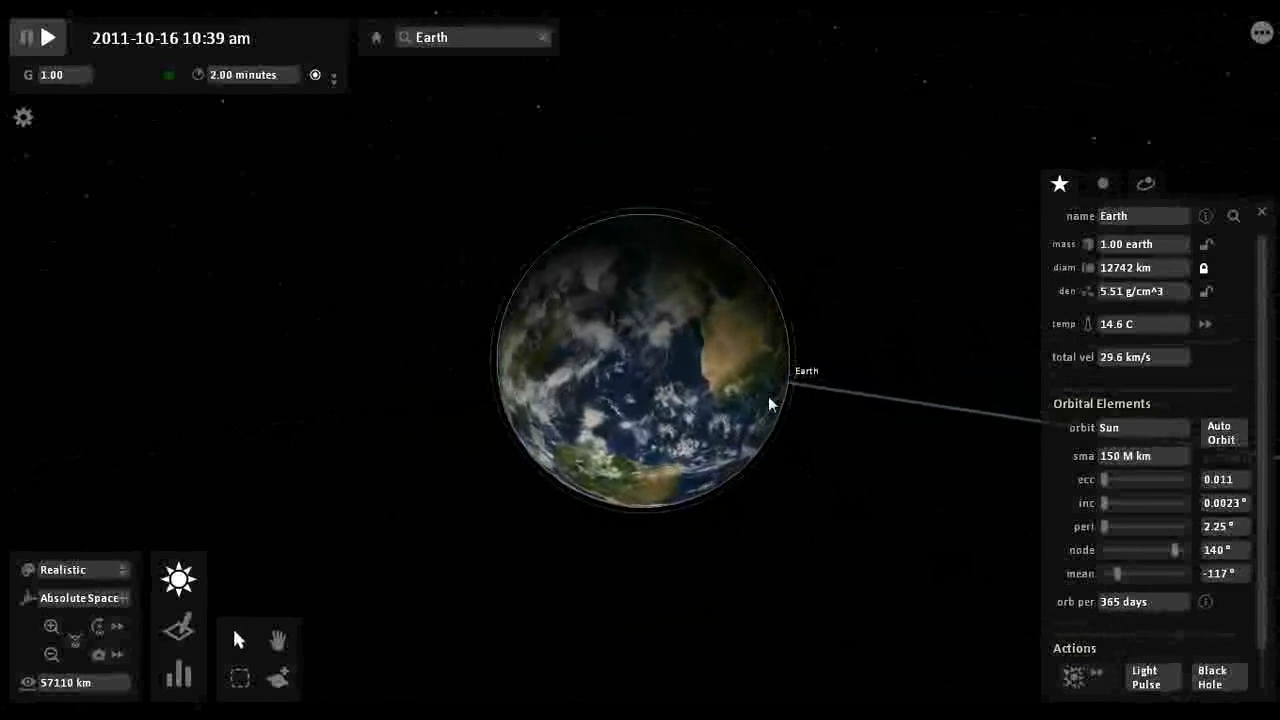 2011-10-16 10:39 am
Earth
G 1.00
2.00 minutes
name Earth
mass 1.00 earth
diam 12742 km
den 5.51 g/cm^3
temp 14.6 C
total vel 29.6 km/s
Earth
Orbital Elements
orbit Sun
Auto Orbit
sma 150 M km
ecc 0.011
inc 0.0023°
peri 2.25°
node 140°
mean -117°
orb per 365 days
Actions
Light Pulse
Black Hole
Realistic
Absolute Space
57110 km